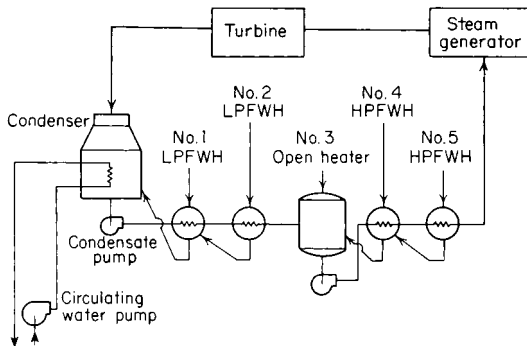 Turbine
Steam
generator
Condenser
No.1
LPFWH
No.2
LPFWH
No.3
Open heater
No.4
HPFWH
No.5
HPFWH
Condensate
pump
Circulating
water pump